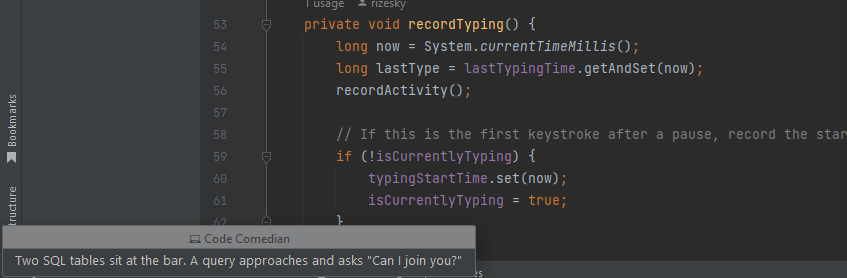 1 usage rizesky
53 private void recordTyping() {
54 long now = System.currentTimeMillis();
55 long lastType = lastTypingTime.getAndSet(now);
56 recordActivity();
57
58 // If this is the first keystroke after a pause, record the star
59 if (!isCurrentlyTyping) {
60 typingStartTime.set(now);
61 isCurrentlyTyping = true;
62 }
Bookmarks
tructure
Code Comedian
Two SQL tables sit at the bar. A query approaches and asks "Can I join you?"